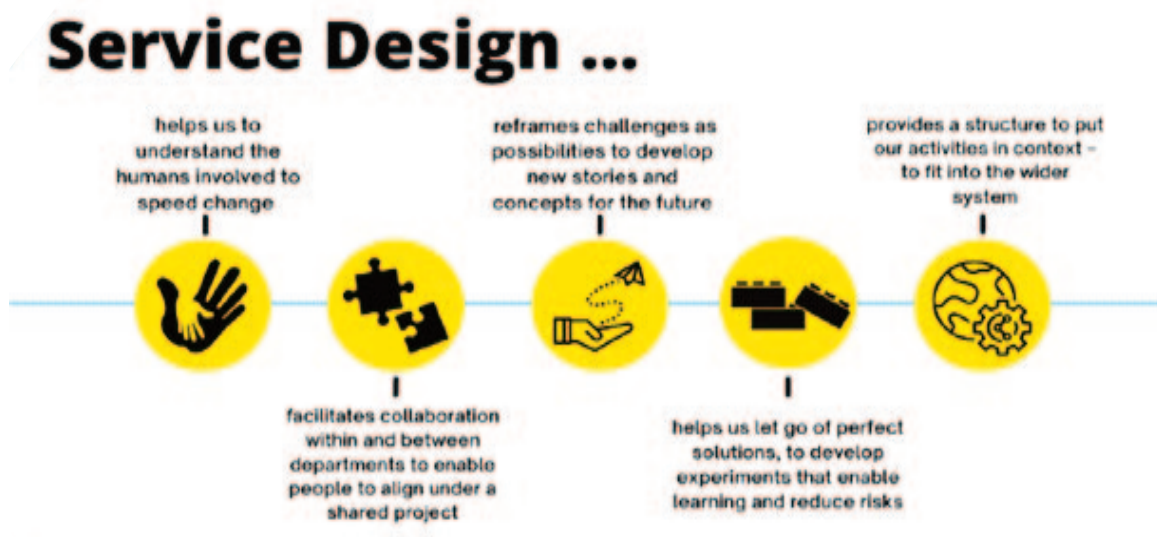 Service Design ...
helps us to
understand the
humans involved to
speed change
facilitates collaboration
within and between
departments to enable
people to align under a
shared project
reframes challenges as
possibilities to develop
new stories and
concepts for the future
helps us let go of perfect
solutions, to develop
experiments that enable
learning and reduce risks
provides a structure to put
our activities in context –
to fit into the wider
system